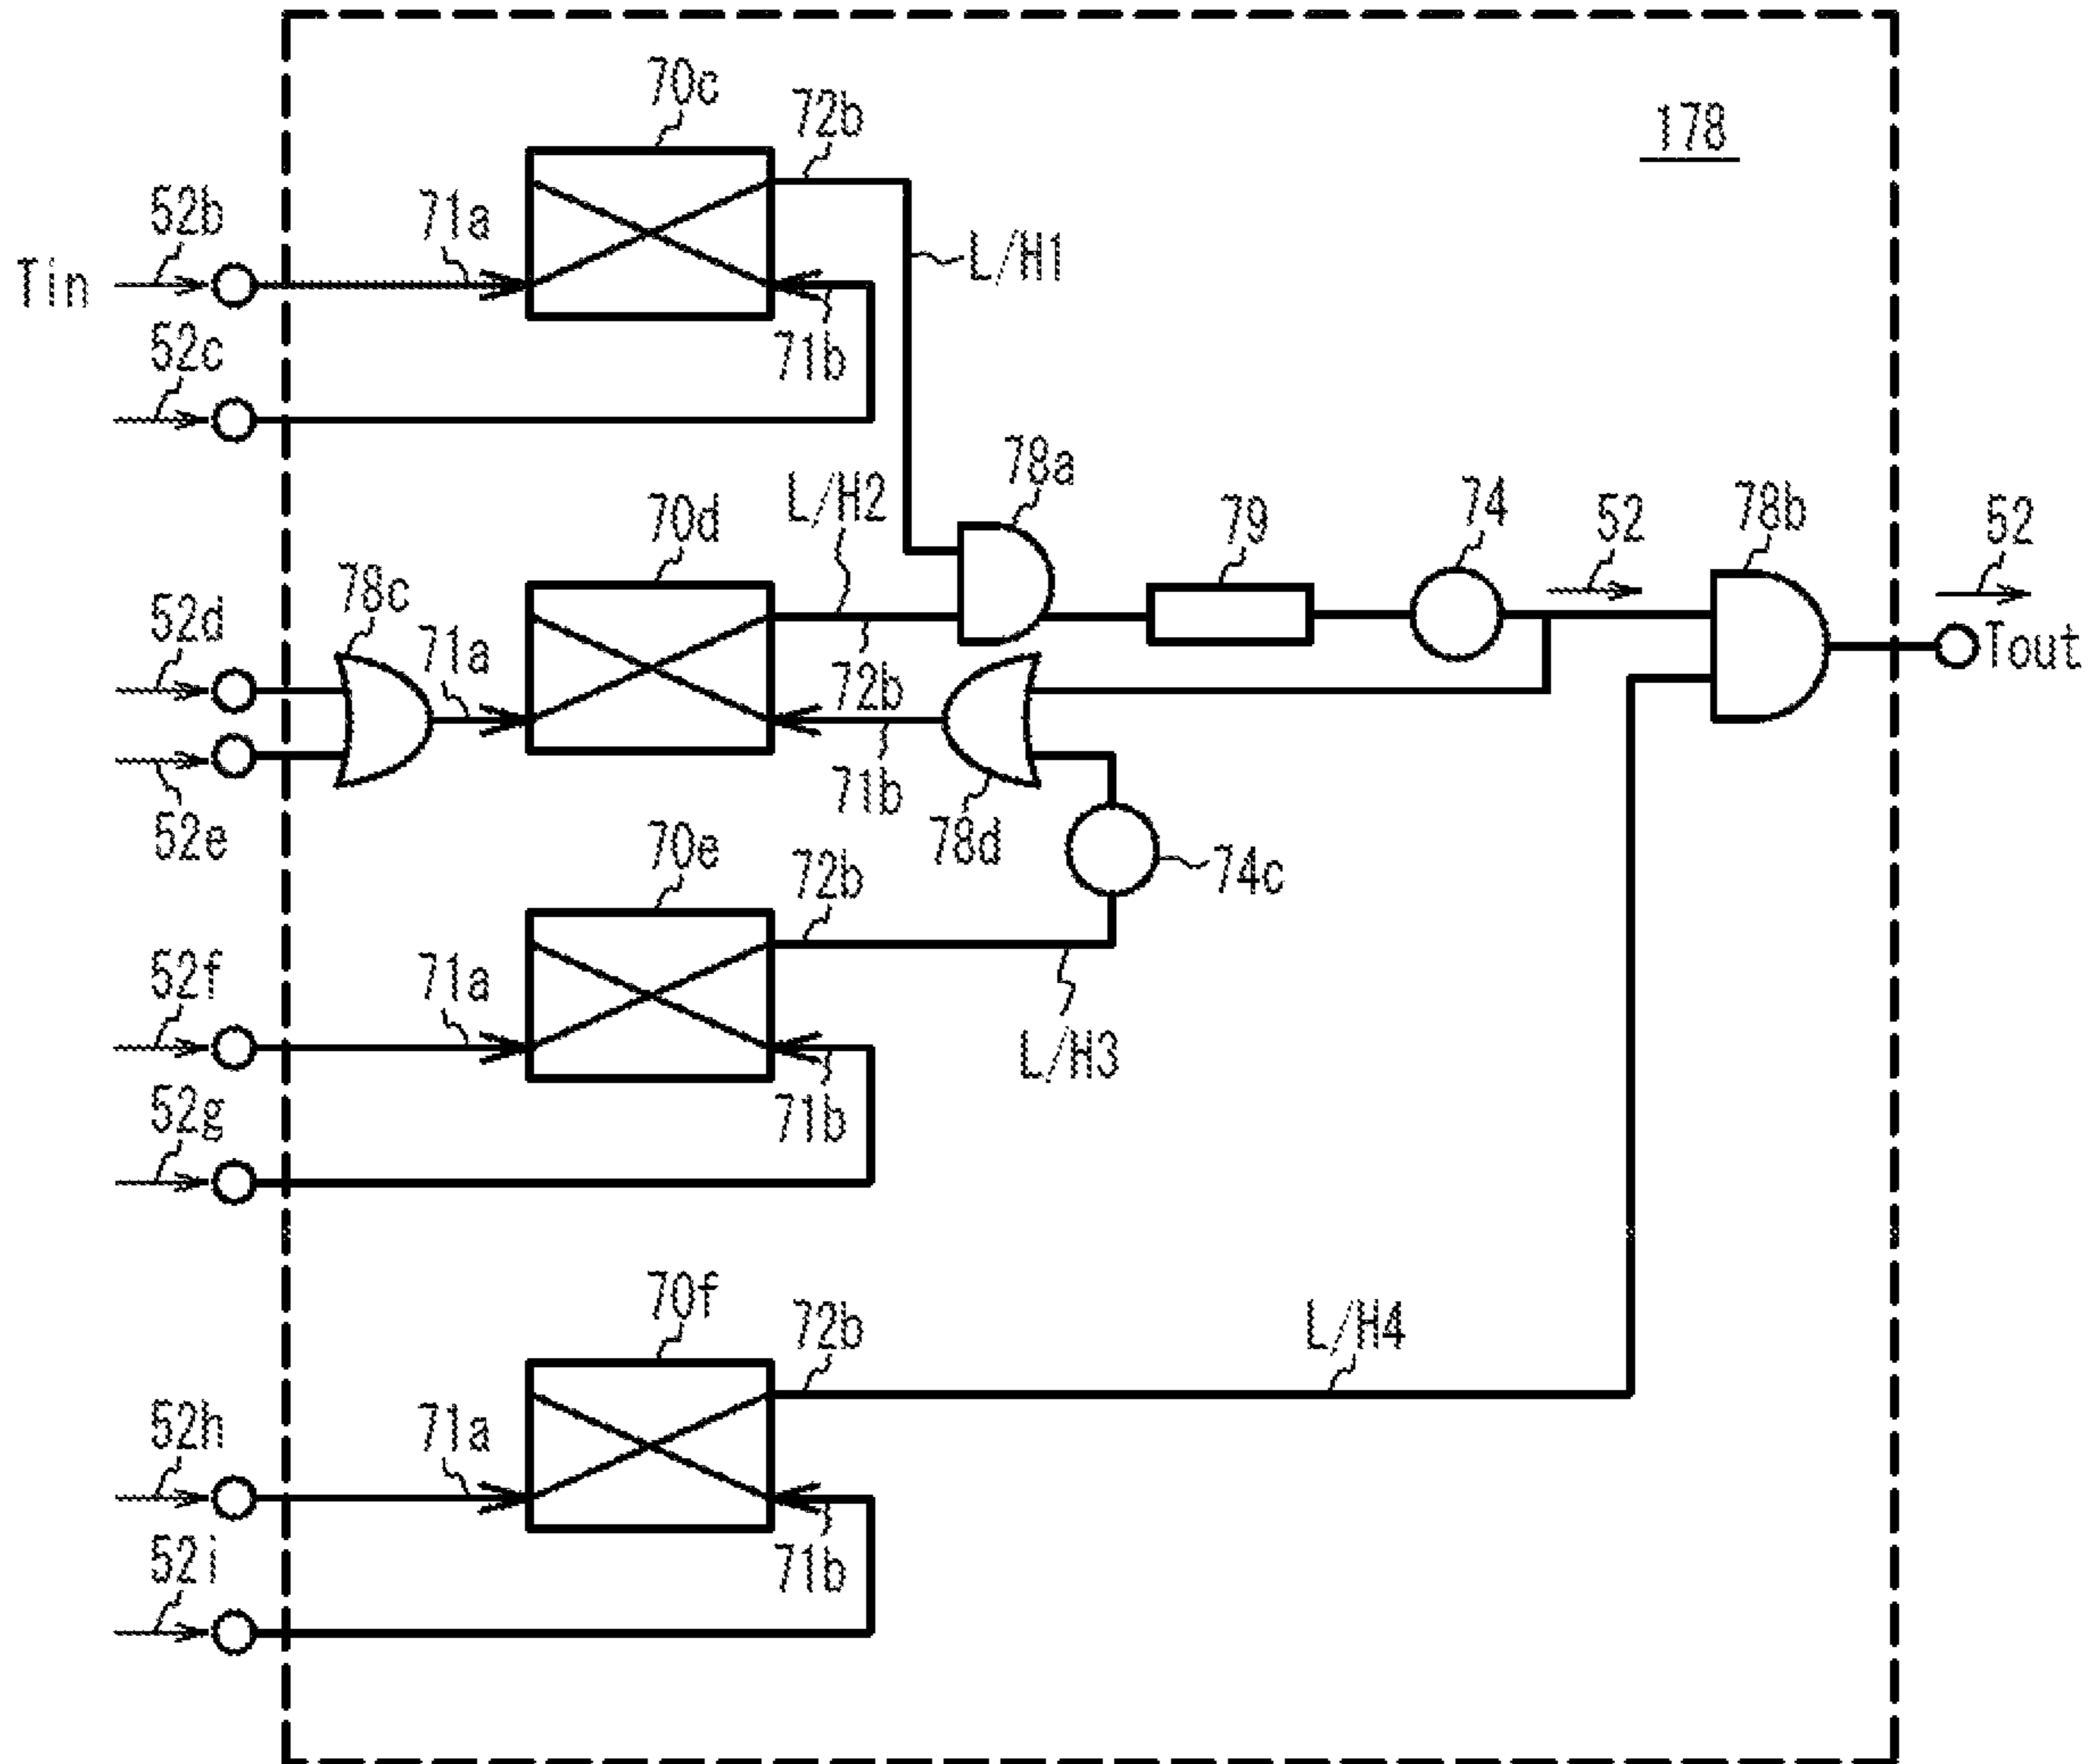 70c
72b
178
52b
71a
L/H1
Tin
52c
71b
78a
L/H2
70d
79
74
52
78b
52
78c
52d
71a
72b
Tout
71b
78d
52e
70e
72b
74c
52f
71a
L/H3
52g
71b
70f
72b
L/H4
52h
71a
52i
71b